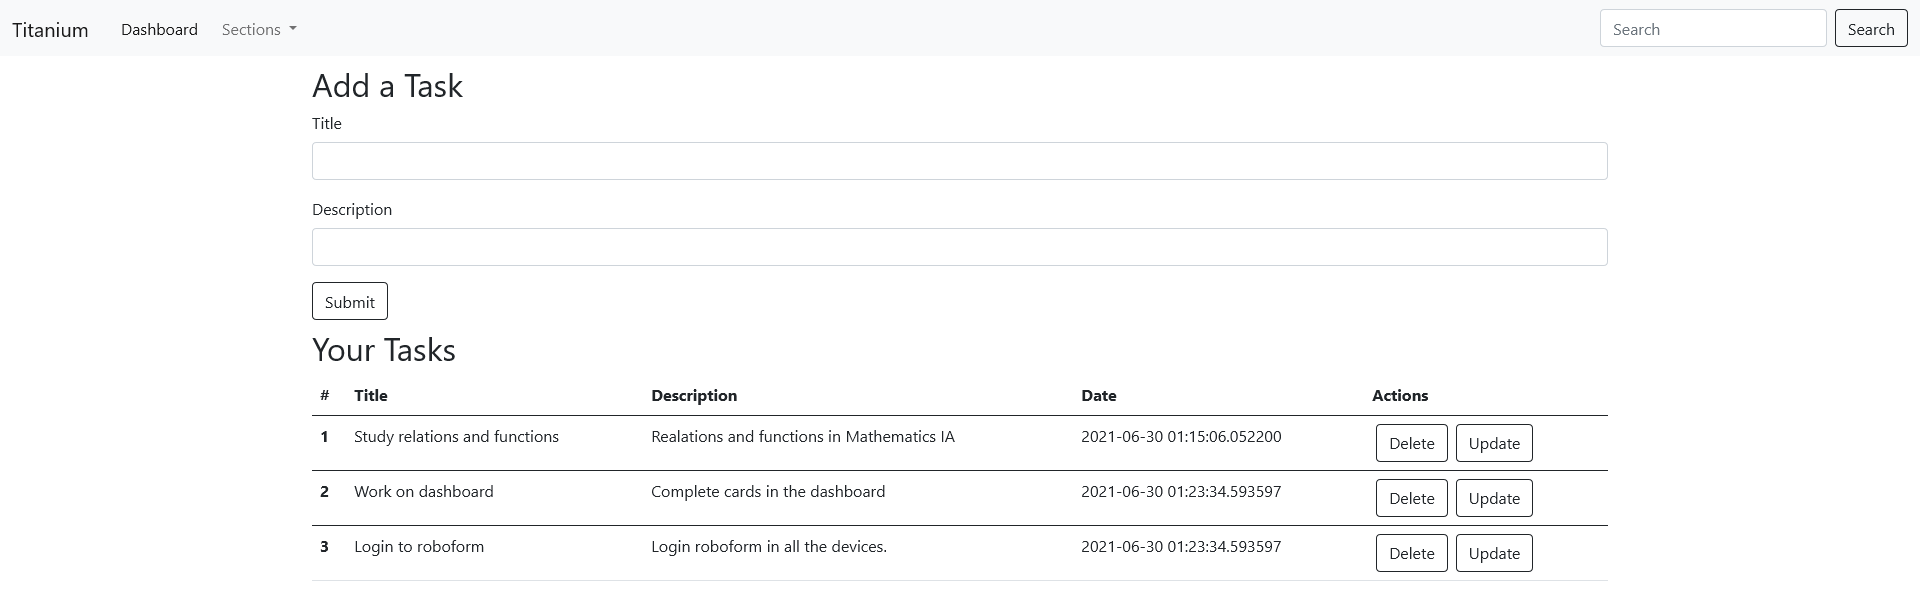 Titanium Dashboard Sections Search Search
Add a Task
Title
Description
Submit
Your Tasks
# Title Description Date Actions
1 Study relations and functions Realations and functions in Mathematics IA 2021-06-30 01:15:06.052200 Delete Update
2 Work on dashboard Complete cards in the dashboard 2021-06-30 01:23:34.593597 Delete Update
3 Login to roboform Login roboform in all the devices. 2021-06-30 01:23:34.593597 Delete Update